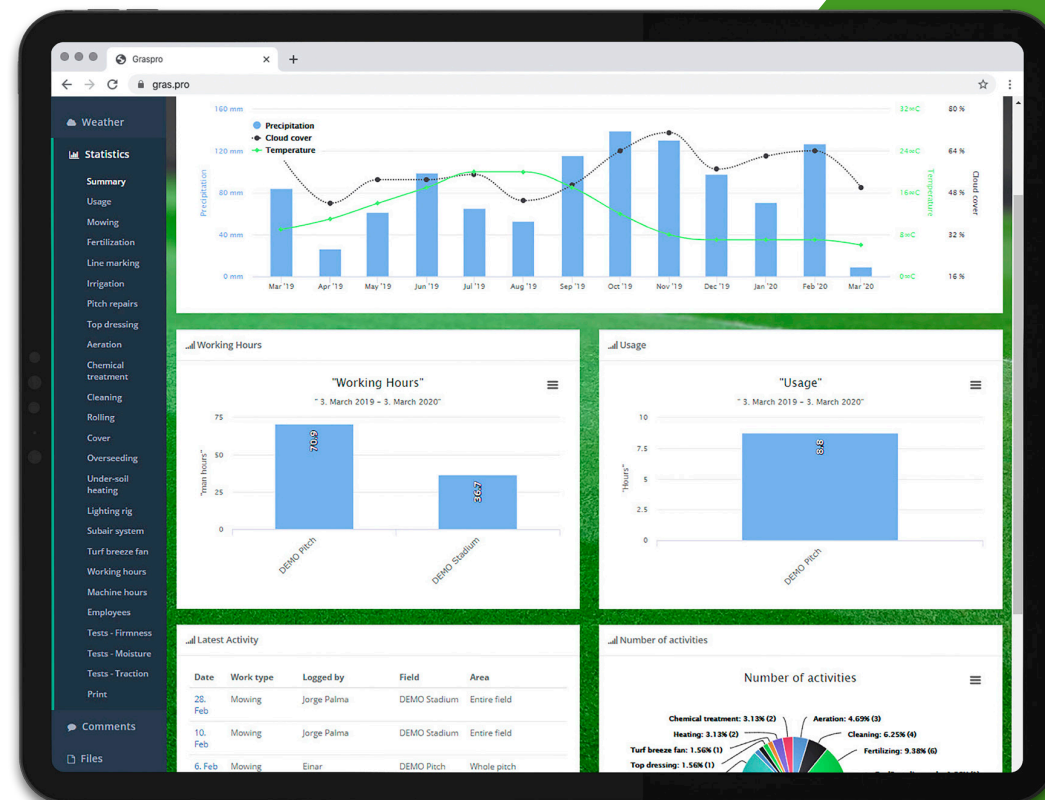 Graspro
gras.pro
Weather
Statistics
Summary
Usage
Mowing
Fertilization
Line marking
Irrigation
Pitch repairs
Top dressing
Aeration
Chemical
treatment
Cleaning
Rolling
Cover
Overseeding
Under-soil
heating
Lighting rig
Subair system
Turf breeze fan
Working hours
Machine hours
Employees
Tests - Firmness
Tests - Moisture
Tests - Traction
Print
Comments
Files
160 mm
120 mm
80 mm
40 mm
0 mm
Precipitation
Precipitation
Cloud cover
Temperature
32°C
24°C
16°C
8°C
0°C
Temperature
80 %
64 %
48 %
32 %
16 %
Cloud cover
Mar '19 Apr '19 May '19 Jun '19 Jul '19 Aug '19 Sep '19 Oct '19 Nov '19 Dec '19 Jan '20 Feb '20 Mar '20
Working Hours
"Working Hours"
" 3. March 2019 - 3. March 2020"
75
50
25
0
"man hours"
70.9
36.7
DEMO Pitch
DEMO Stadium
Usage
"Usage"
" 3. March 2019 - 3. March 2020"
10
7.5
5
2.5
0
"Hours"
8.8
DEMO Pitch
Latest Activity
Date Work type Logged by Field Area
28. Mowing Jorge Palma DEMO Stadium Entire field
Feb
10. Mowing Jorge Palma DEMO Stadium Entire field
Feb
6. Feb Mowing Einar DEMO Pitch Whole pitch
Number of activities
Number of activities
Chemical treatment: 3.13% (2)
Aeration: 4.69% (3)
Heating: 3.13% (2)
Cleaning: 6.25% (4)
Turf breeze fan: 1.56% (1)
Fertilizing: 9.38% (6)
Top dressing: 1.56% (1)